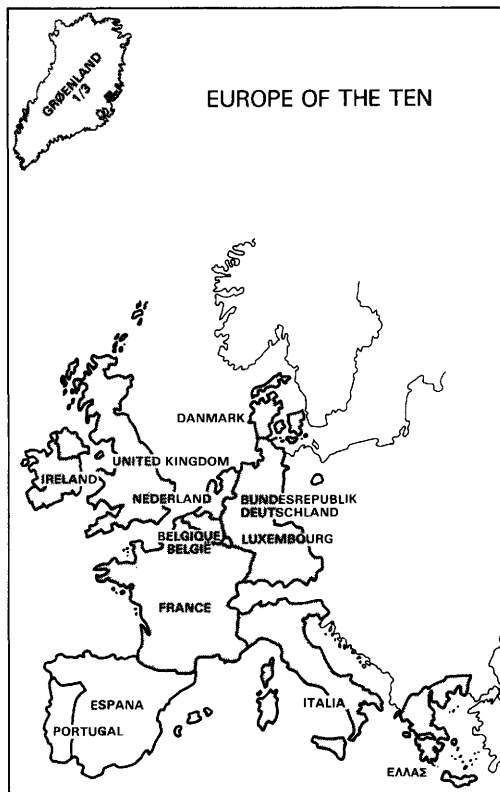 GRØENLAND
1/3
EUROPE OF THE TEN
DANMARK
UNITED KINGDOM
IRELAND
NEDERLAND
BUNDESREPUBLIK
DEUTSCHLAND
BELGIQUE
BELGIË
LUXEMBOURG
FRANCE
ESPANA
PORTUGAL
ITALIA
ΕΛΛΑΣ